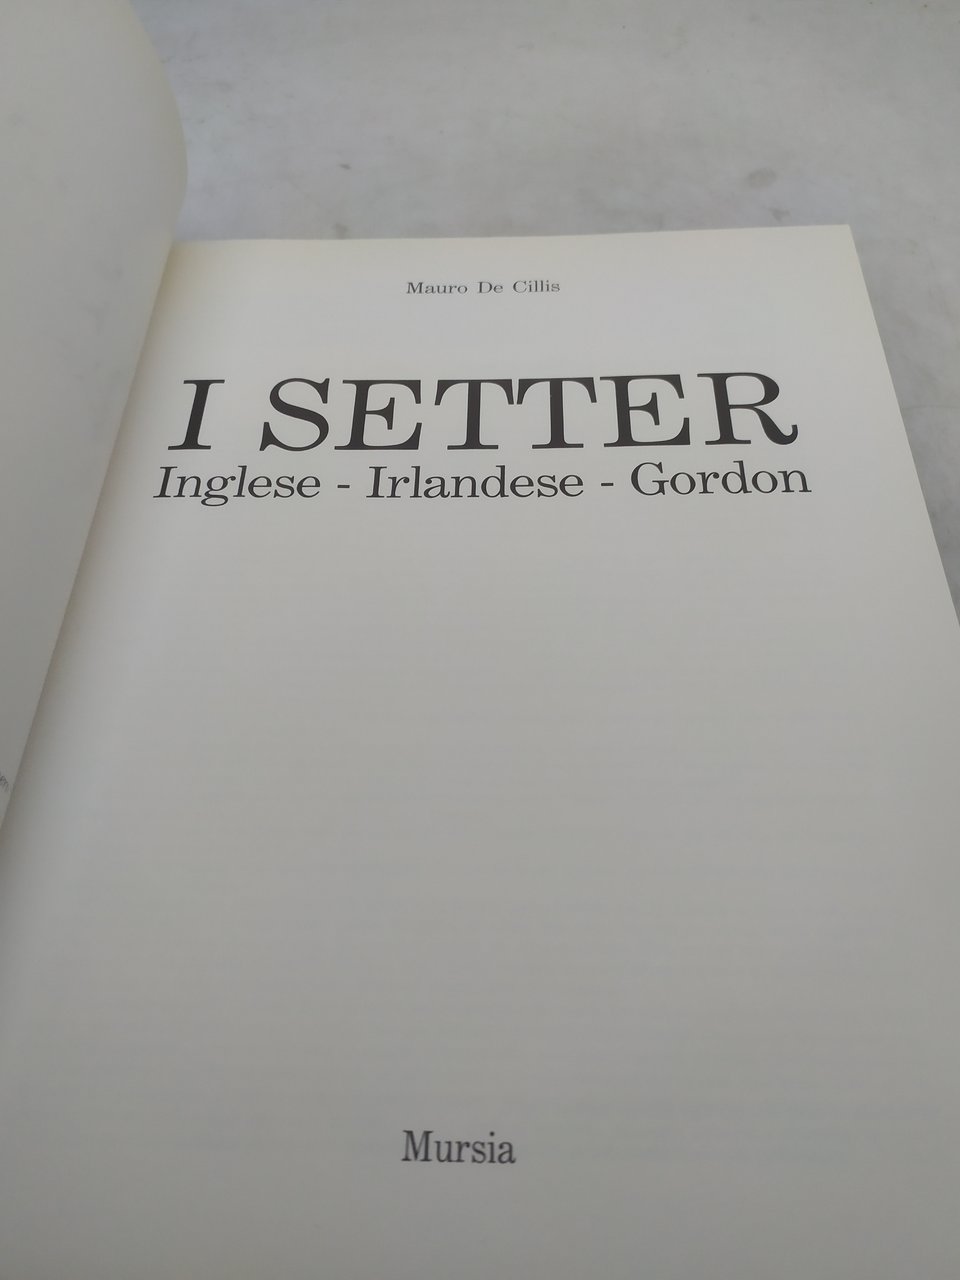 Mauro De Cillis
I SETTER
Inglese - Irlandese - Gordon
Mursia